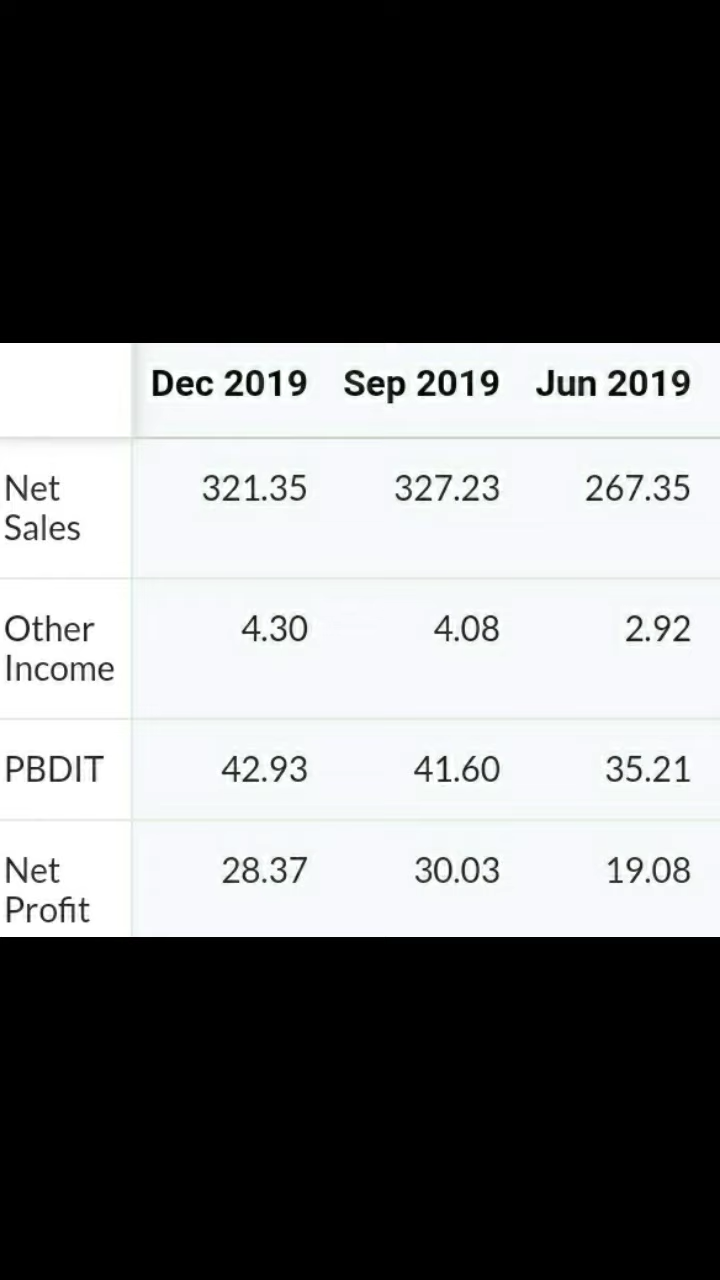 Dec 2019 Sep 2019 Jun 2019
Net Sales 321.35 327.23 267.35
Other Income 4.30 4.08 2.92
PBDIT 42.93 41.60 35.21
Net Profit 28.37 30.03 19.08